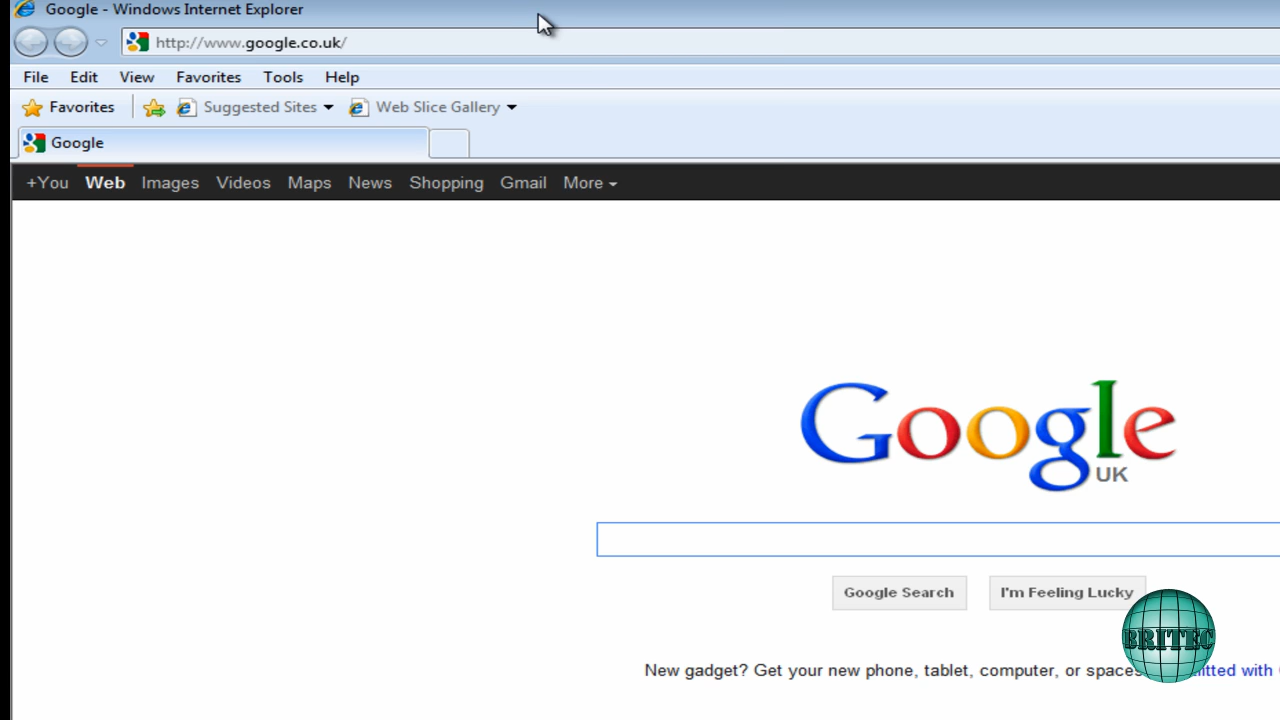 Google - Windows Internet Explorer
http://www.google.co.uk/
File Edit View Favorites Tools Help
Favorites Suggested Sites Web Slice Gallery
Google
+You Web Images Videos Maps News Shopping Gmail More
Google
UK
Google Search I'm Feeling Lucky
BRITEC
New gadget? Get your new phone, tablet, computer, or spaces with